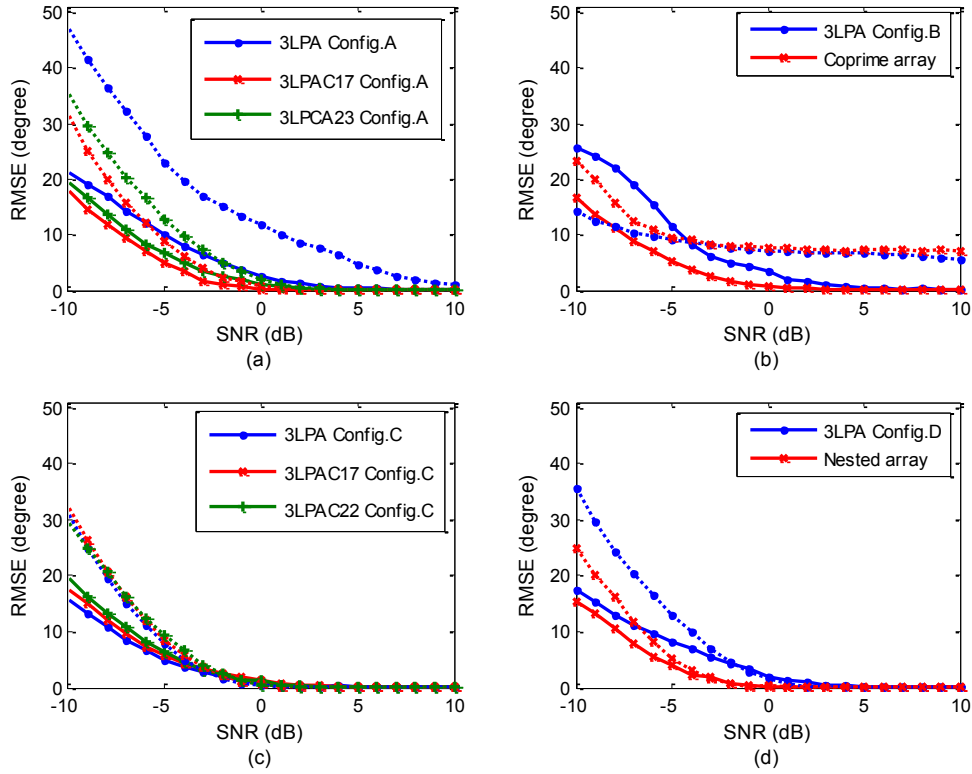 50
40
30
20
10
0
RMSE (degree)
3LPA Config.A
3LPAC17 Config.A
3LPCA23 Config.A
-10
-5
0
5
10
SNR (dB)
(a)
50
40
30
20
10
0
RMSE (degree)
3LPA Config.B
Coprime array
-10
-5
0
5
10
SNR (dB)
(b)
50
40
30
20
10
0
RMSE (degree)
3LPA Config.C
3LPAC17 Config.C
3LPAC22 Config.C
-10
-5
0
5
10
SNR (dB)
(c)
50
40
30
20
10
0
RMSE (degree)
3LPA Config.D
Nested array
-10
-5
0
5
10
SNR (dB)
(d)